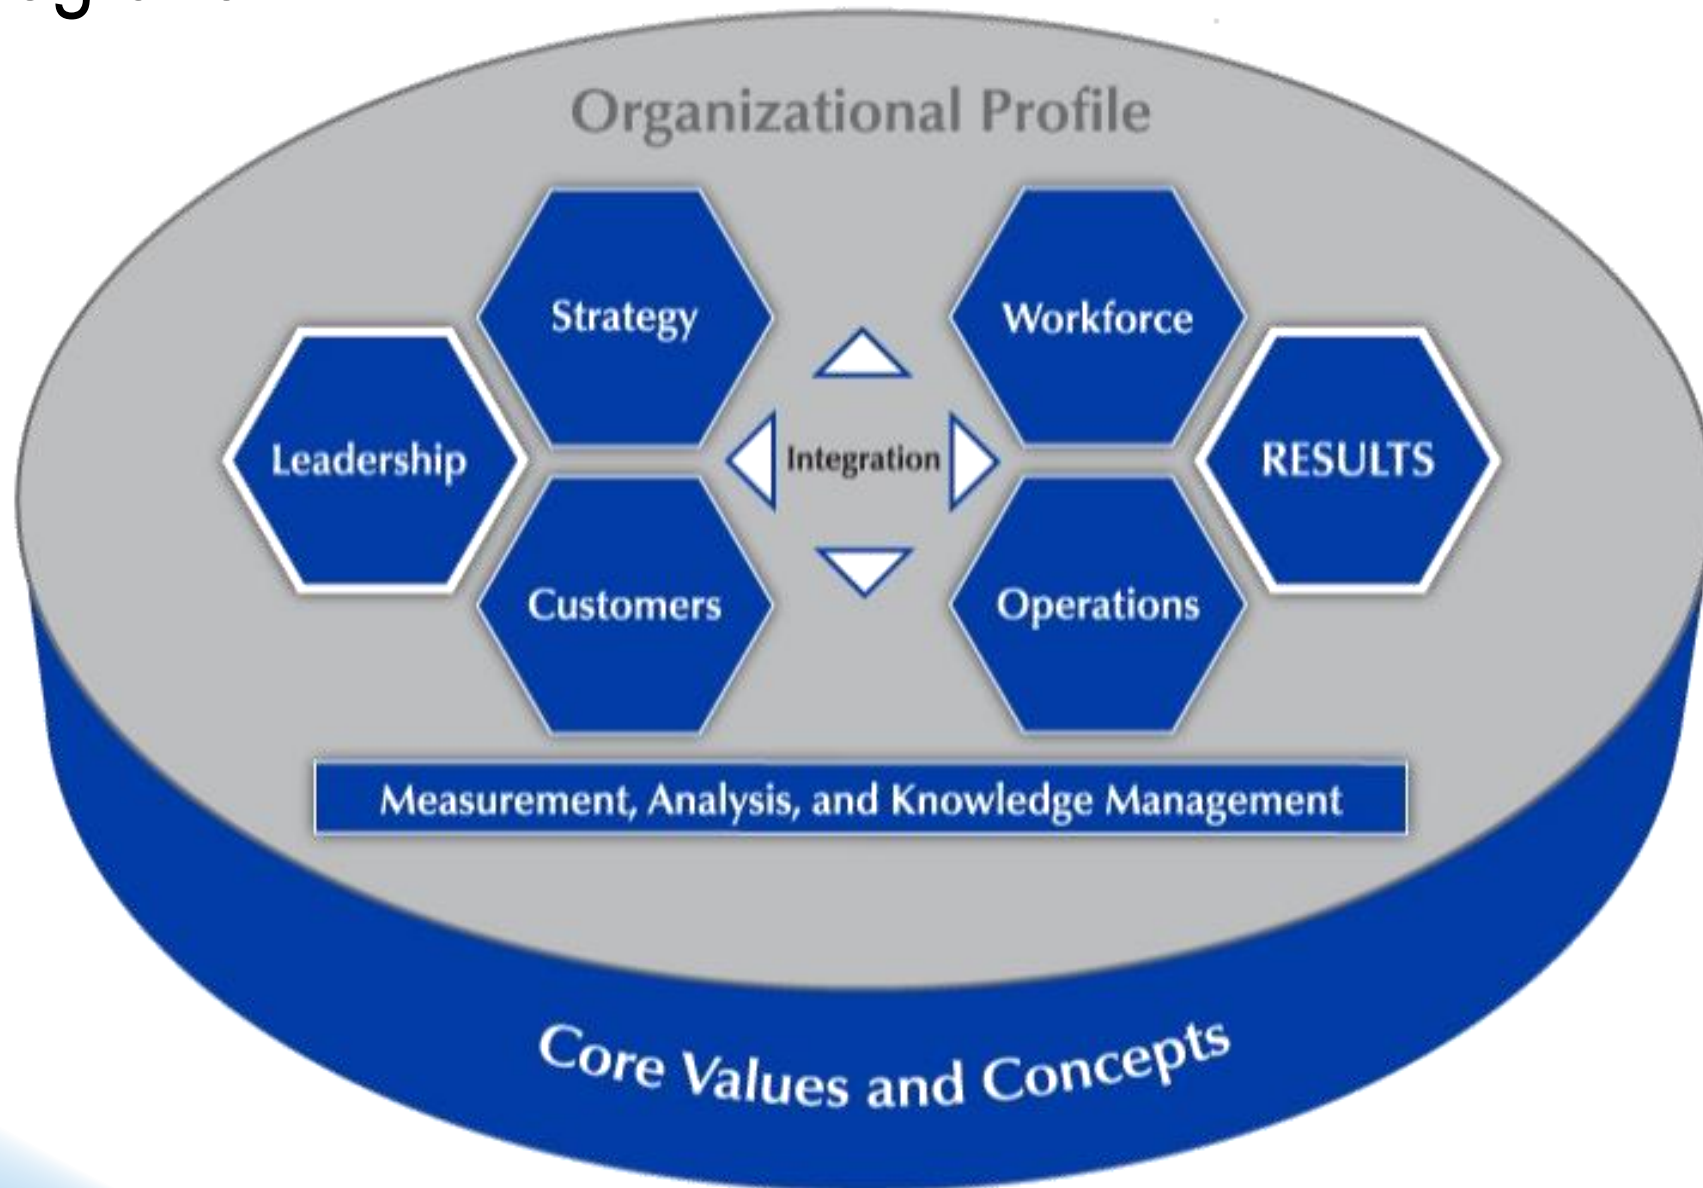 Organizational Profile
Strategy
Workforce
Leadership
Integration
RESULTS
Customers
Operations
Measurement, Analysis, and Knowledge Management
Core Values and Concepts